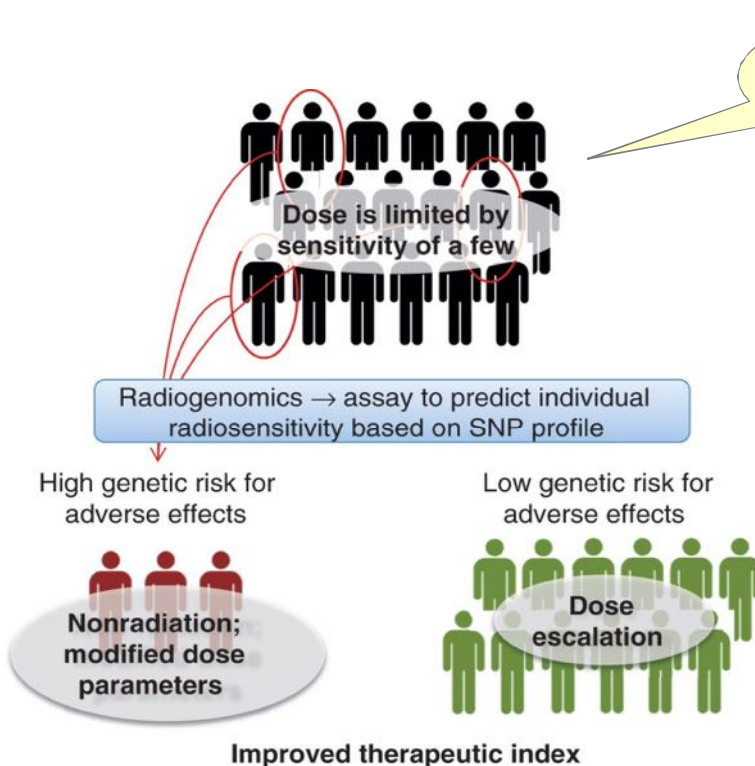 Dose is limited by
sensitivity of a few
Radiogenomics → assay to predict individual
radiosensitivity based on SNP profile
High genetic risk for
adverse effects
Low genetic risk for
adverse effects
Nonradiation;
modified dose
parameters
Dose
escalation
Improved therapeutic index